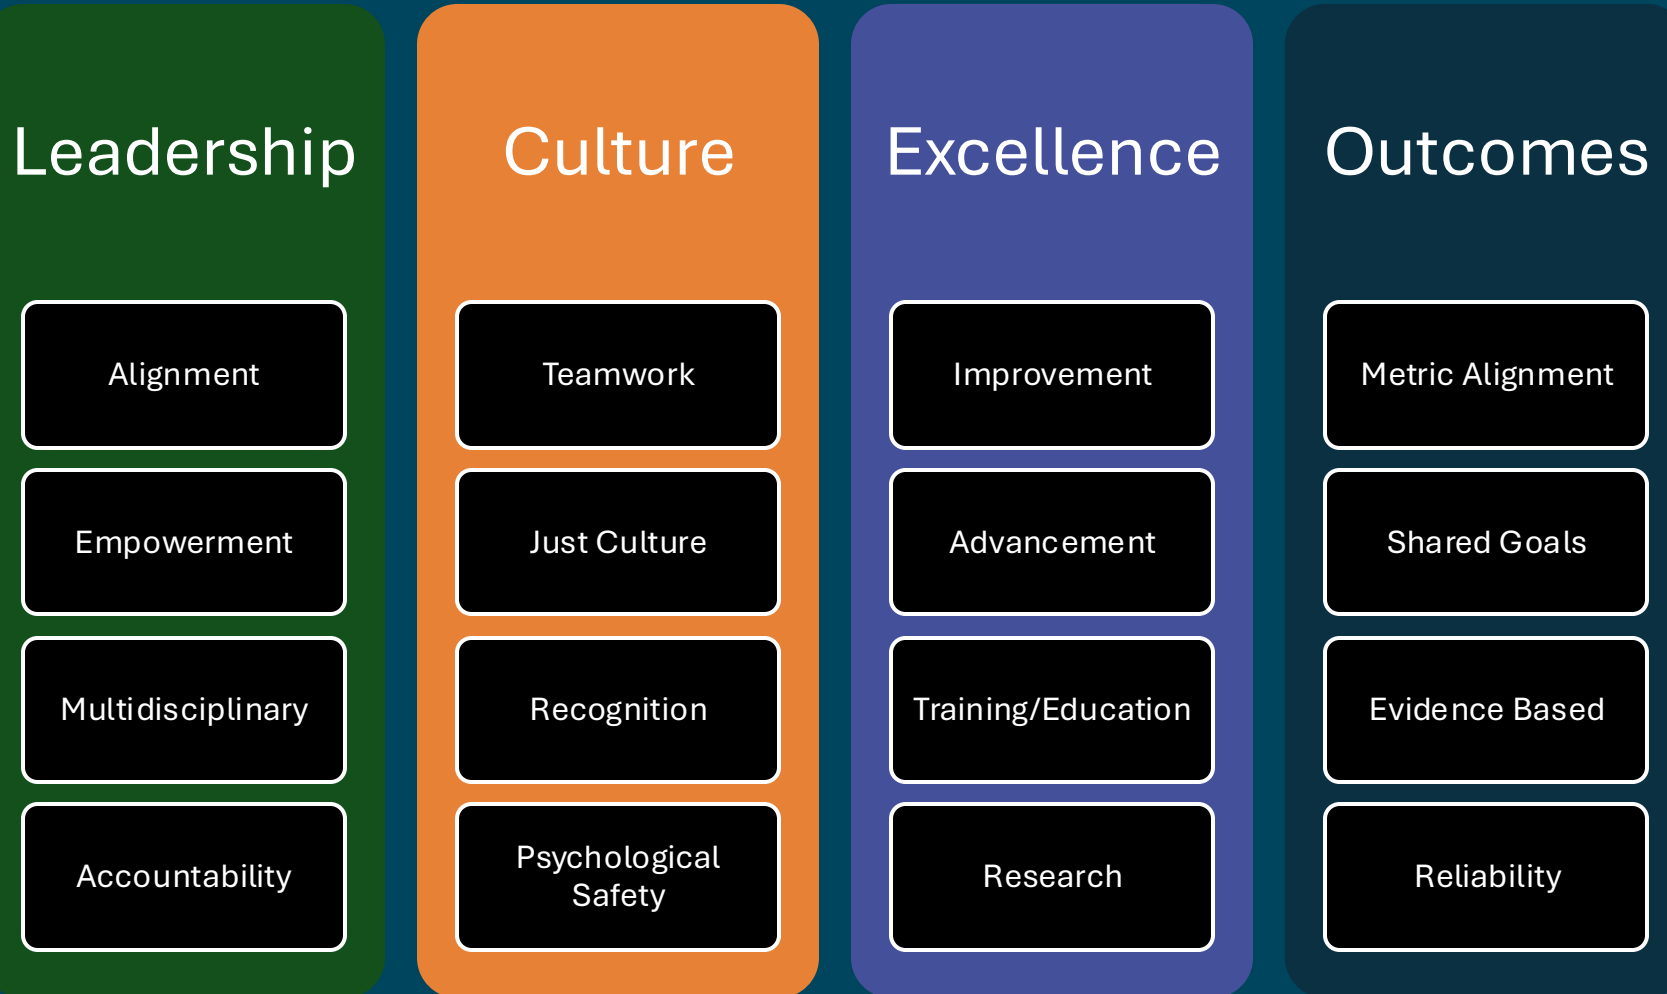 Leadership
Alignment
Empowerment
Multidisciplinary
Accountability
Culture
Teamwork
Just Culture
Recognition
Psychological
Safety
Excellence
Improvement
Advancement
Training/Education
Research
Outcomes
Metric Alignment
Shared Goals
Evidence Based
Reliability